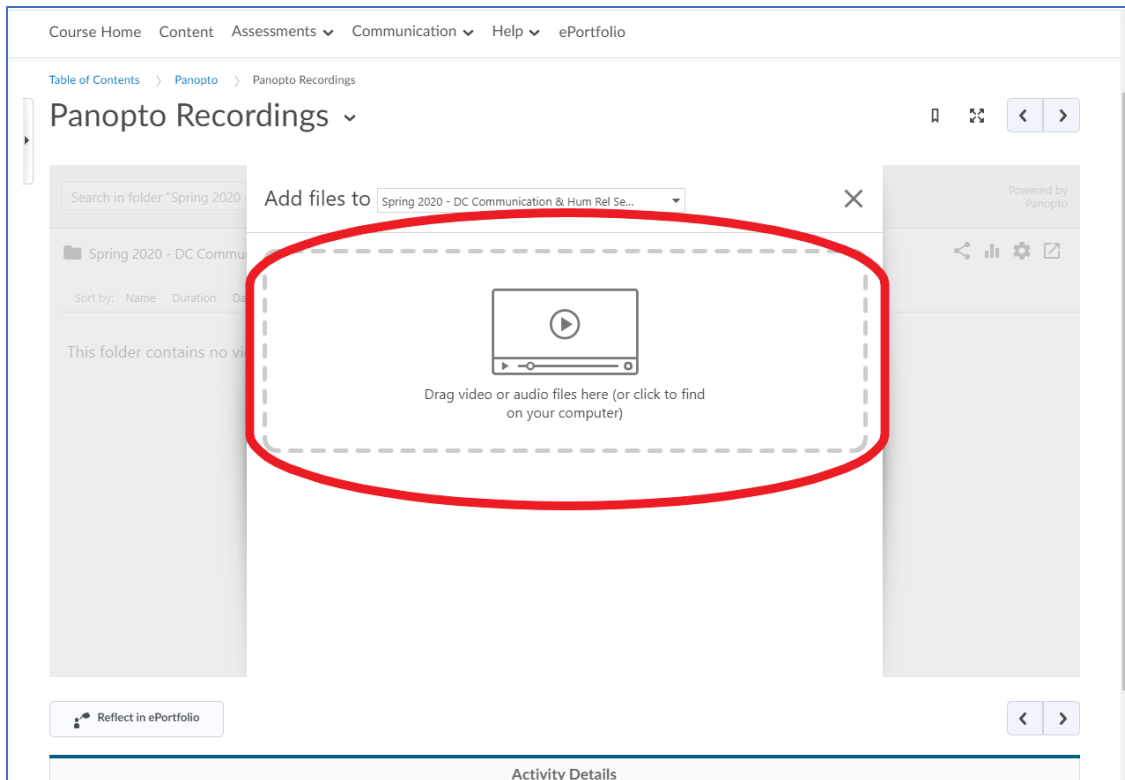 Course Home Content Assessments Communication Help ePortfolio
Table of Contents Panopto Panopto Recordings
Panopto Recordings
Search in folder "Spring 2020 -
Add files to Spring 2020 - DC Communication & Hum Rel Se...
Powered by
Panopto
Spring 2020 - DC Commu
Sort by: Name Duration Da
This folder contains no vi
Drag video or audio files here (or click to find
on your computer)
Reflect in ePortfolio
Activity Details